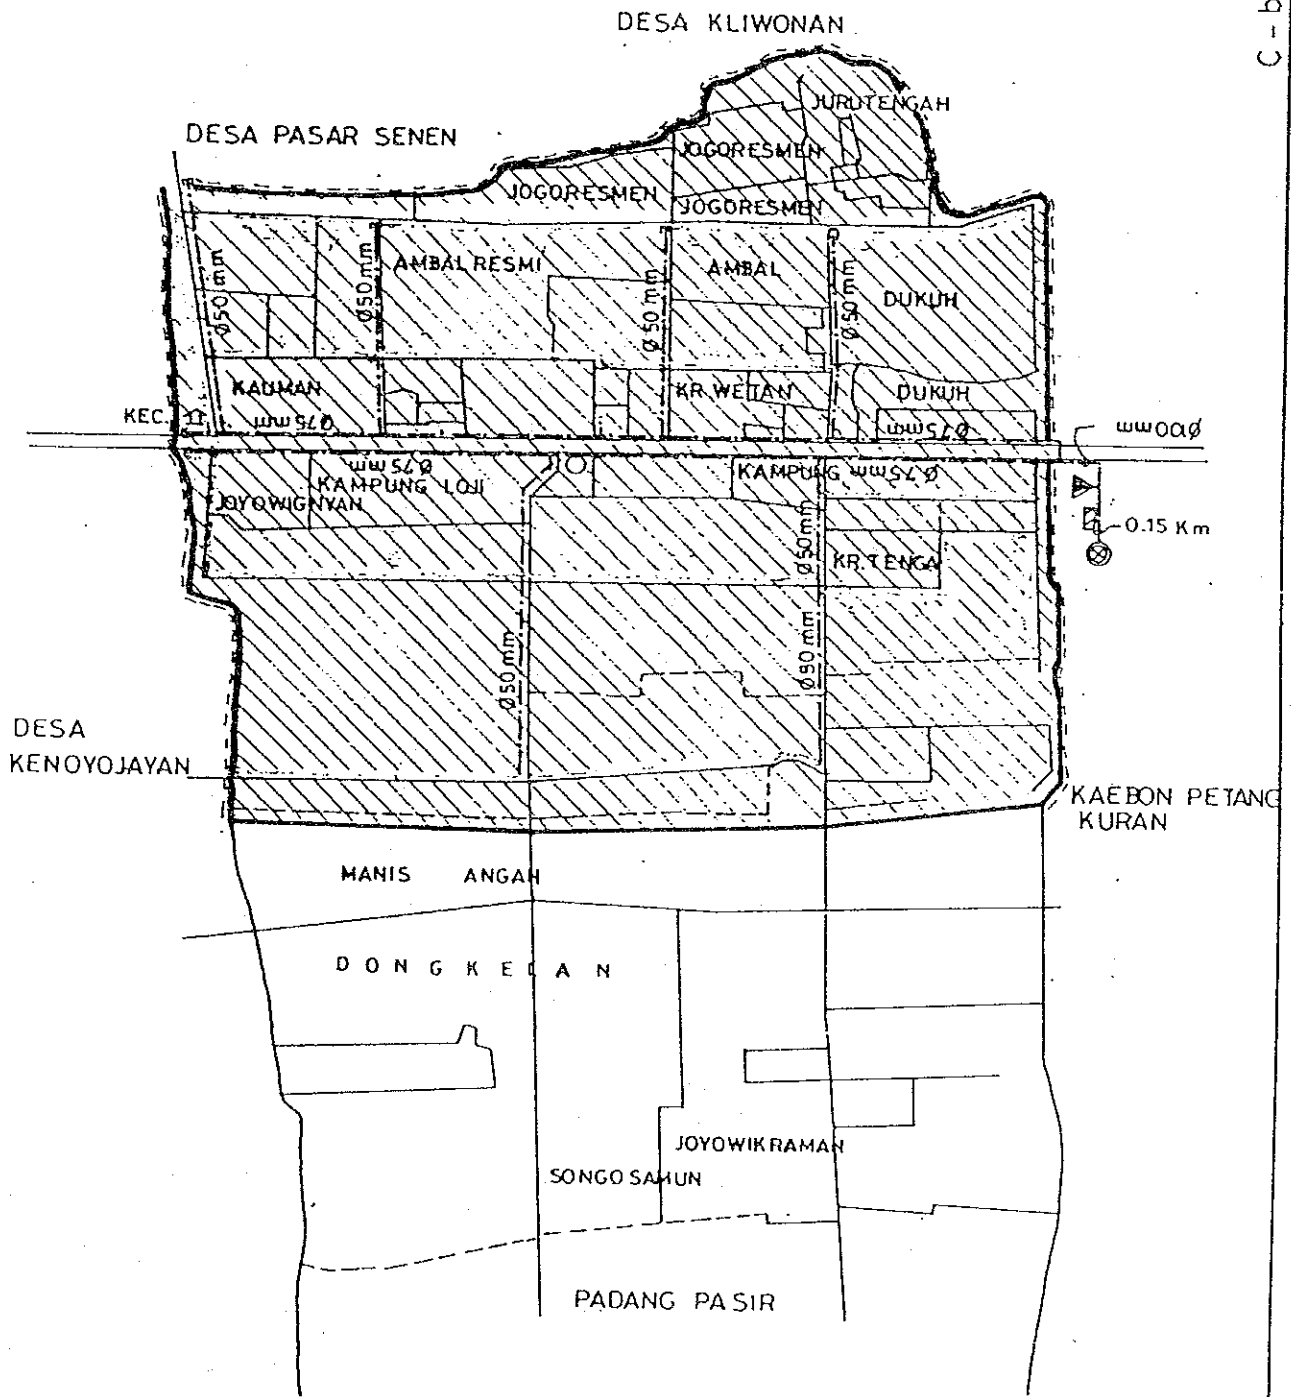 C - b
DESA KLIWONAN
JURUTENGAH
DESA PASAR SENEN
JOGORESMEN
JOGORESMEN
JOGORESMEN
Ø50mm
Ø50mm
AMBAL RESMI
Ø50mm
AMBAL
Ø50mm
DUKUH
KAUMAN
KR.WETAN
DUKUH
KEC.
Ø75mm
Ø75mm
Ø75mm
KAMPUNG
Ø75mm
KAMPUNG LOJI
JOYOWIGNYAN
0.15 Km
Ø50mm
KR.TENGA
Ø50mm
Ø50mm
DESA
KENOYOJAYAN
KAEBON PETANG
KURAN
MANIS ANGAH
DONGKELAN
JOYOWIKRAMAN
SONGO SAMUN
PADANG PASIR